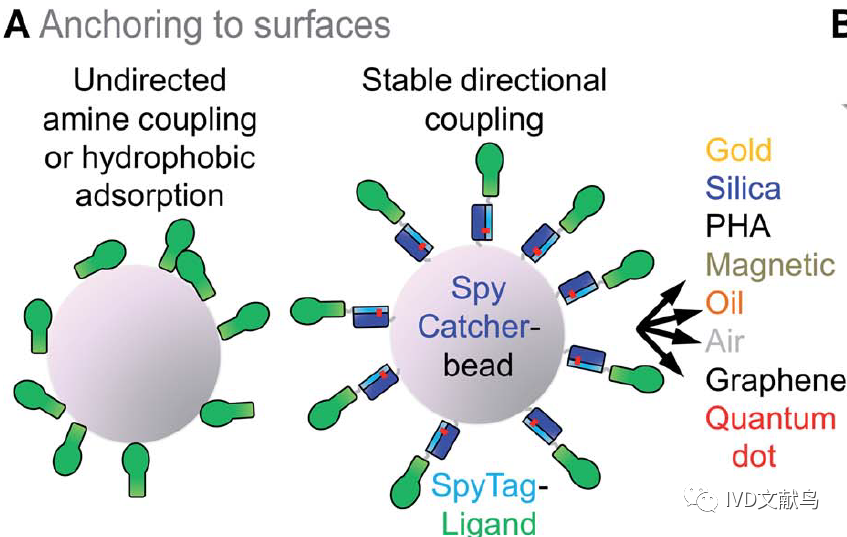 A Anchoring to surfaces
B
Undirected
amine coupling
or hydrophobic
adsorption
Stable directional
coupling
Spy
Catcher-
bead
SpyTag-
Ligand
Gold
Silica
PHA
Magnetic
Oil
Air
Graphene
Quantum
dot
IVD文献鸟